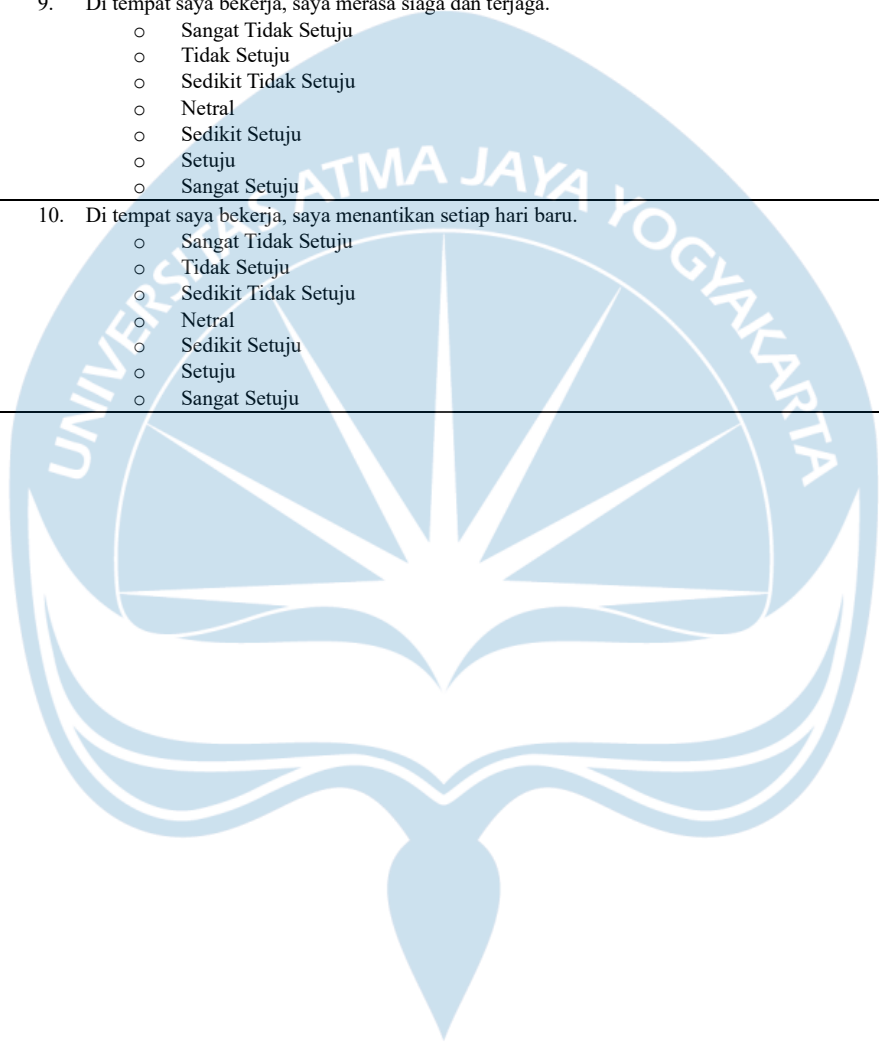 9. Di tempat saya bekerja, saya merasa siaga dan terjaga.
o Sangat Tidak Setuju
o Tidak Setuju
o Sedikit Tidak Setuju
o Netral
o Sedikit Setuju
o Setuju
o Sangat Setuju
10. Di tempat saya bekerja, saya menantikan setiap hari baru.
o Sangat Tidak Setuju
o Tidak Setuju
o Sedikit Tidak Setuju
o Netral
o Sedikit Setuju
o Setuju
o Sangat Setuju
UNIVERSITAS ATMA JAYA YOGYAKARTA